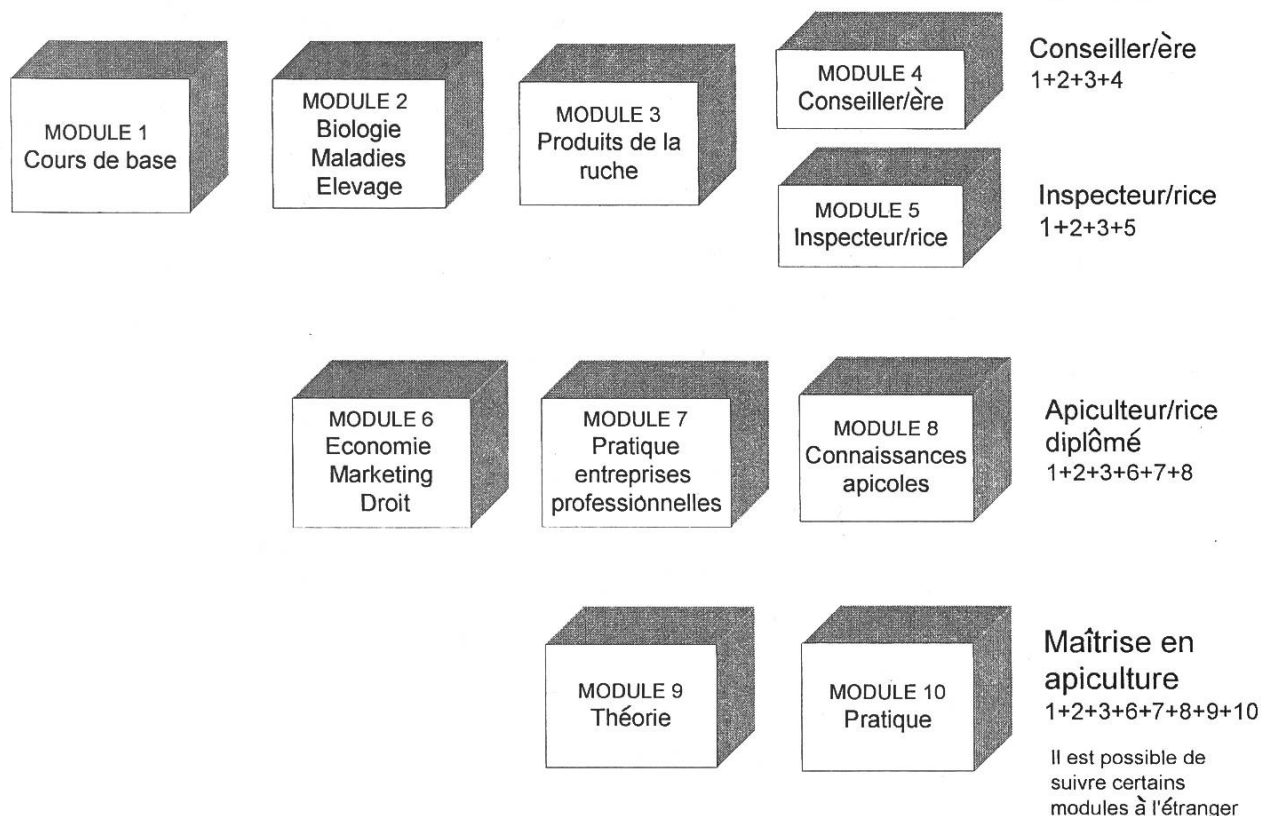 MODULE 1
Cours de base
MODULE 2
Biologie
Maladies
Elevage
MODULE 3
Produits de la
ruche
MODULE 4
Conseiller/ère
Conseiller/ère
1+2+3+4
MODULE 5
Inspecteur/rice
Inspecteur/rice
1+2+3+5
MODULE 6
Economie
Marketing
Droit
MODULE 7
Pratique
entreprises
professionnelles
MODULE 8
Connaissances
apicoles
Apiculteur/rice
diplômé
1+2+3+6+7+8
MODULE 9
Théorie
MODULE 10
Pratique
Maîtrise en
apiculture
1+2+3+6+7+8+9+10
Il est possible de
suivre certains
modules à l'étranger